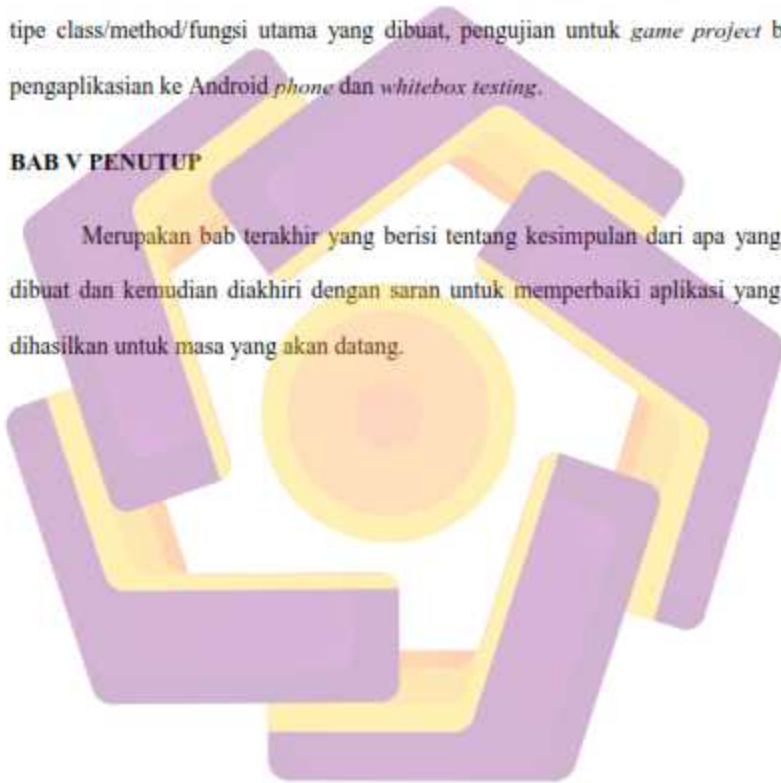 tipe class/method/fungsi utama yang dibuat, pengujian untuk game project b
pengaplikasian ke Android phone dan whitebox testing.
BAB V PENUTUP
Merupakan bab terakhir yang berisi tentang kesimpulan dari apa yang
dibuat dan kemudian diakhiri dengan saran untuk memperbaiki aplikasi yang
dihasilkan untuk masa yang akan datang.